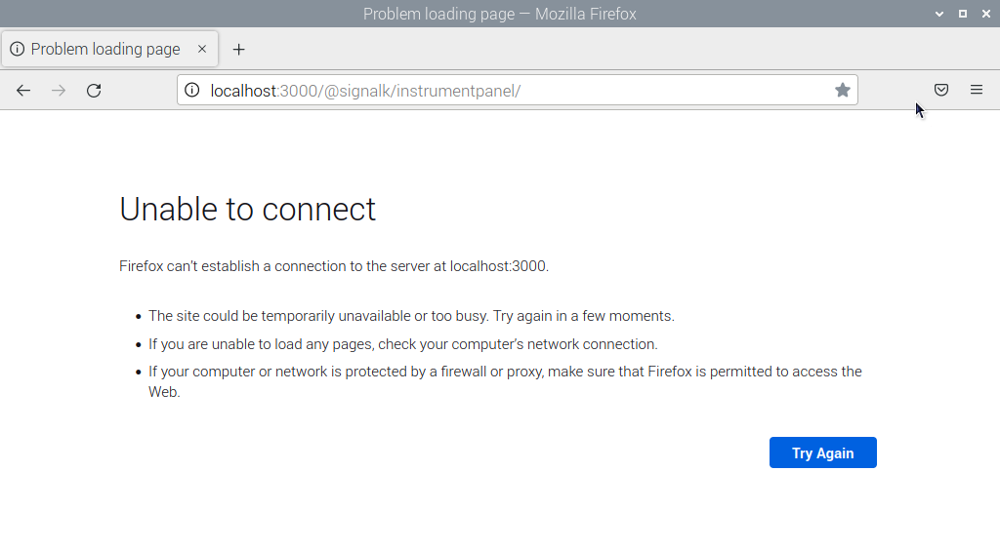 Problem loading page — Mozilla Firefox
Problem loading page
localhost:3000/@signalk/instrumentpanel/
Unable to connect
Firefox can't establish a connection to the server at localhost:3000.
• The site could be temporarily unavailable or too busy. Try again in a few moments.
• If you are unable to load any pages, check your computer's network connection.
• If your computer or network is protected by a firewall or proxy, make sure that Firefox is permitted to access the
Web.
Try Again